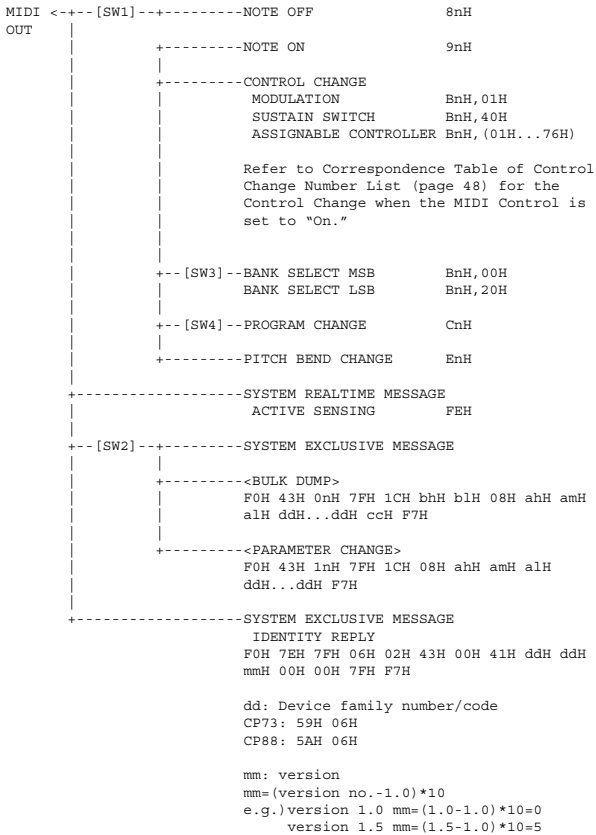 MIDI <-+--[SW1]--+---------NOTE OFF 8nH
OUT |
| +---------NOTE ON 9nH
| |
| +---------CONTROL CHANGE
| | MODULATION BnH,01H
| | SUSTAIN SWITCH BnH,40H
| | ASSIGNABLE CONTROLLER BnH,(01H...76H)
| |
| | Refer to Correspondence Table of Control
| | Change Number List (page 48) for the
| | Control Change when the MIDI Control is
| | set to “On.”
| |
| |
| +--[SW3]--BANK SELECT MSB BnH,00H
| | BANK SELECT LSB BnH,20H
| |
| +--[SW4]--PROGRAM CHANGE CnH
| |
| +---------PITCH BEND CHANGE EnH
|
+-------------------SYSTEM REALTIME MESSAGE
| ACTIVE SENSING FEH
|
+--[SW2]--+---------SYSTEM EXCLUSIVE MESSAGE
| |
| +---------<BULK DUMP>
| | F0H 43H 0nH 7FH 1CH bhH blH 08H ahH amH
| | alH ddH...ddH ccH F7H
| |
| +---------<PARAMETER CHANGE>
| F0H 43H 1nH 7FH 1CH 08H ahH amH alH
| ddH...ddH F7H
|
+-------------------SYSTEM EXCLUSIVE MESSAGE
IDENTITY REPLY
F0H 7EH 7FH 06H 02H 43H 00H 41H ddH ddH
mmH 00H 00H 7FH F7H
dd: Device family number/code
CP73: 59H 06H
CP88: 5AH 06H
mm: version
mm=(version no.-1.0)*10
e.g.)version 1.0 mm=(1.0-1.0)*10=0
version 1.5 mm=(1.5-1.0)*10=5